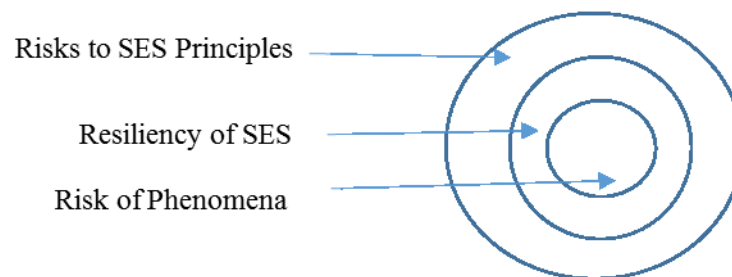 Risks to SES Principles
Resiliency of SES
Risk of Phenomena